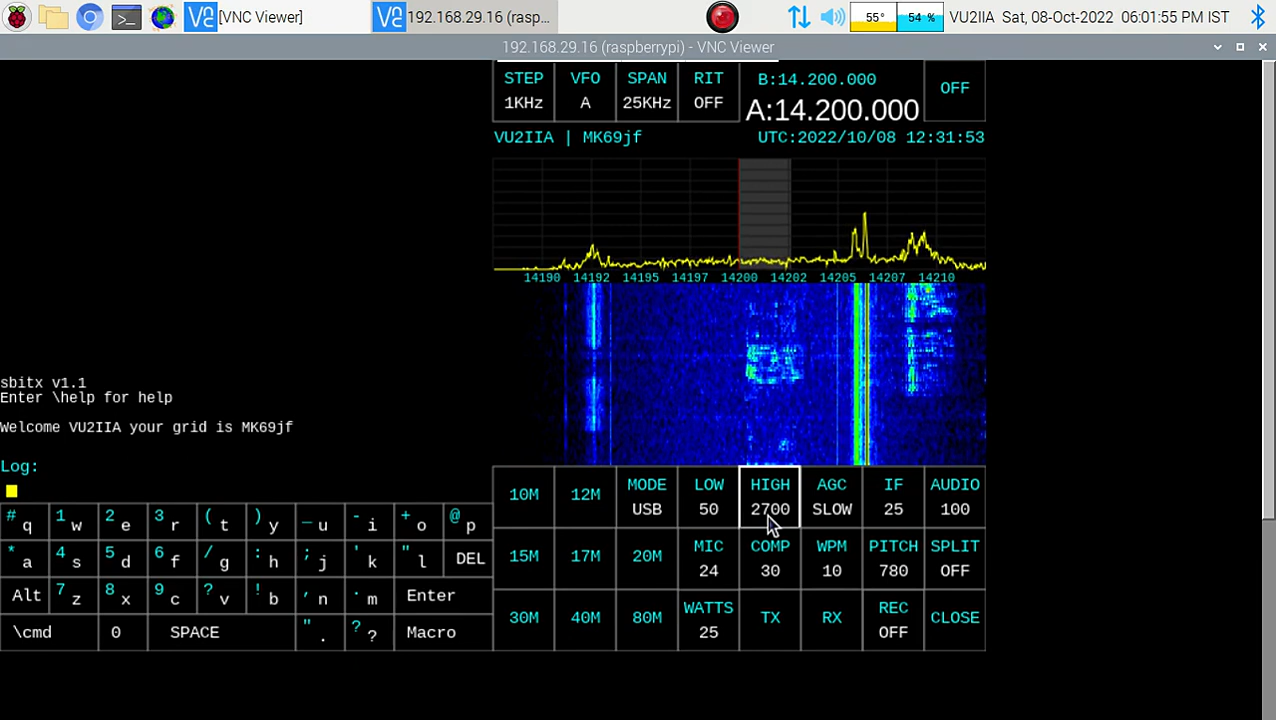 [VNC Viewer]
192.168.29.16 (rasp...
55°
54 %
VU2IIA Sat, 08-Oct-2022 06:01:55 PM IST
192.168.29.16 (raspberrypi) - VNC Viewer
STEP VFO SPAN RIT B:14.200.000 OFF
1KHz A 25KHz OFF A:14.200.000
VU2IIA | MK69jf UTC:2022/10/08 12:31:53
14190 14192 14195 14197 14200 14202 14205 14207 14210
sbitx v1.1
Enter \help for help
Welcome VU2IIA your grid is MK69jf
Log:
10M 12M MODE LOW HIGH AGC IF AUDIO
USB 50 2700 SLOW 25 100
15M 17M 20M MIC COMP WPM PITCH SPLIT
24 30 10 780 OFF
30M 40M 80M WATTS TX RX REC CLOSE
25 OFF
# q 1 w 2 e 3 r ( t ) y _ u - i + o @ p
* a 4 s 5 d 6 f / g : h ; j ' k " l DEL
Alt 7 z 8 x 9 c ? v ! b , n . m Enter
\cmd 0 SPACE " . ? ? Macro